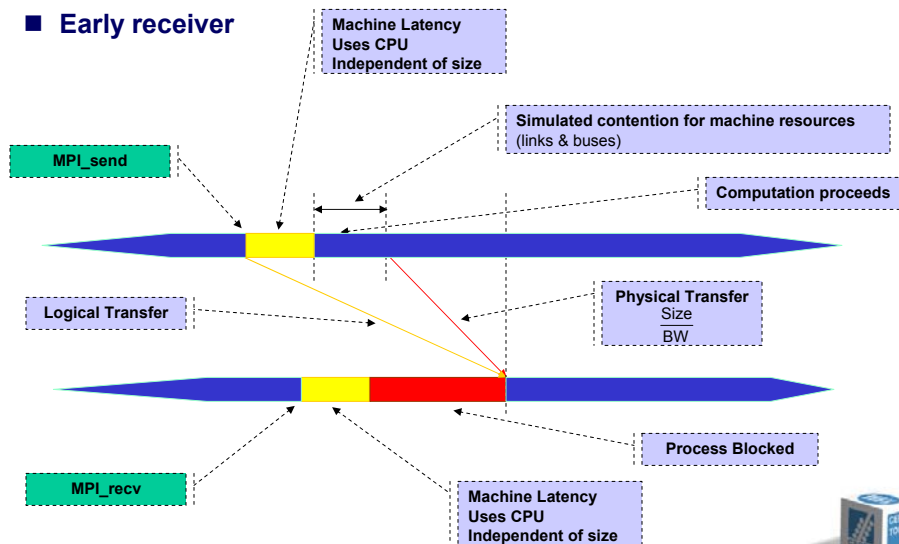 Early receiver
Machine Latency
Uses CPU
Independent of size
Simulated contention for machine resources
(links & buses)
MPI_send
Computation proceeds
Logical Transfer
Physical Transfer
Size
BW
Process Blocked
MPI_recv
Machine Latency
Uses CPU
Independent of size